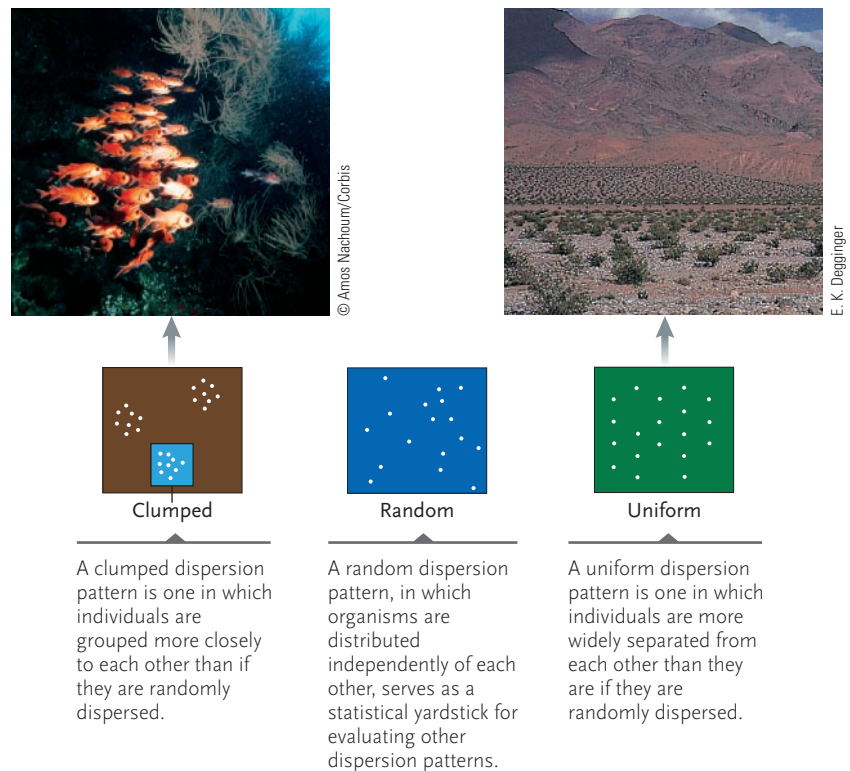 © Amos Nachoum/Corbis
E. K. Degginger
Clumped
A clumped dispersion
pattern is one in which
individuals are
grouped more closely
to each other than if
they are randomly
dispersed.
Random
A random dispersion
pattern, in which
organisms are
distributed
independently of each
other, serves as a
statistical yardstick for
evaluating other
dispersion patterns.
Uniform
A uniform dispersion
pattern is one in which
individuals are more
widely separated from
each other than they
are if they are
randomly dispersed.